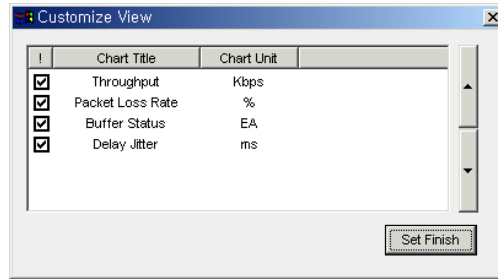 Customize View
! Chart Title Chart Unit
Throughput Kbps
Packet Loss Rate %
Buffer Status EA
Delay Jitter ms
Set Finish